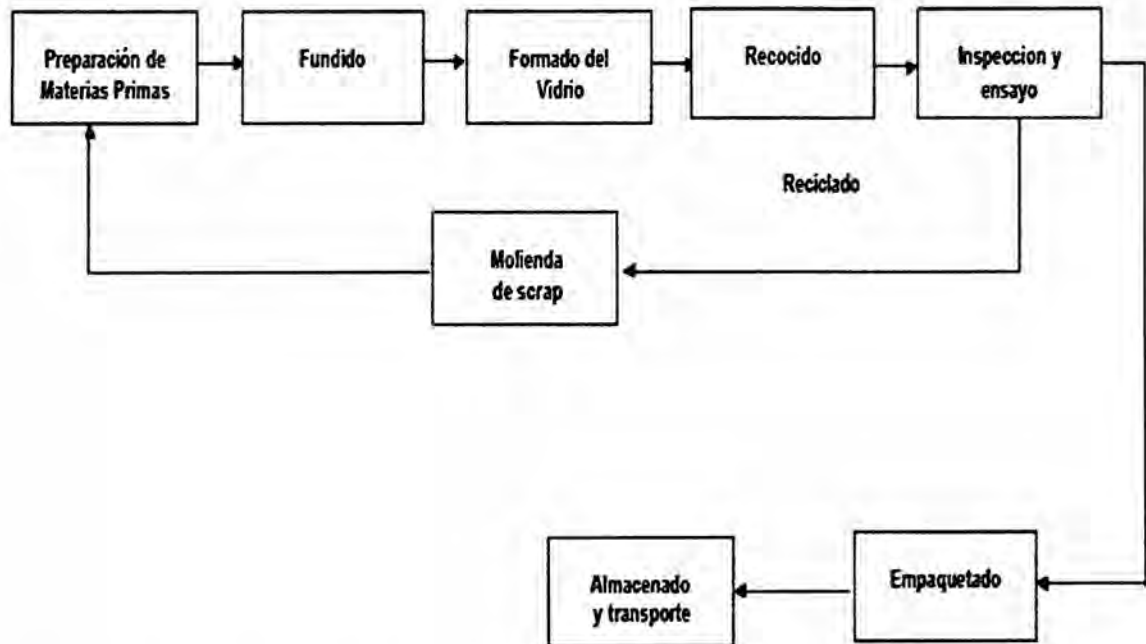 Preparación de
Materias Primas
Fundido
Formado del
Vidrio
Recocido
Inspeccion y
ensayo
Reciclado
Molienda
de scrap
Empaquetado
Almacenado
y transporte